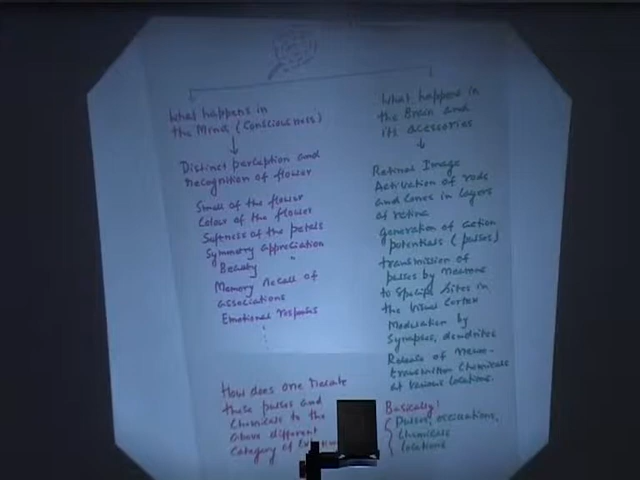 What happens in
the Mind (Consciousness)
Distinct perception and
recognition of flower
Smell of the flower
Colour of the flower
Softness of the petals
Symmetry appreciation
Beauty "
Memory Recall of
associations
Emotional respons
How does one relate
these pulses and
chemicals to the
above different
Category of
What happens in
the Brain and
its acessories
Retinal Image
Activation of rods
and Cones in layers
of retina
generation of action
potentials (pulses)
transmission of
pulses by neurons
to specific sites in
the visual cortex
Modulation by
synapses, dendrites
Release of neuro-
transmitter chemicals
at various locations.
Basically!
Pulses, oscillations,
Chemicals
locations